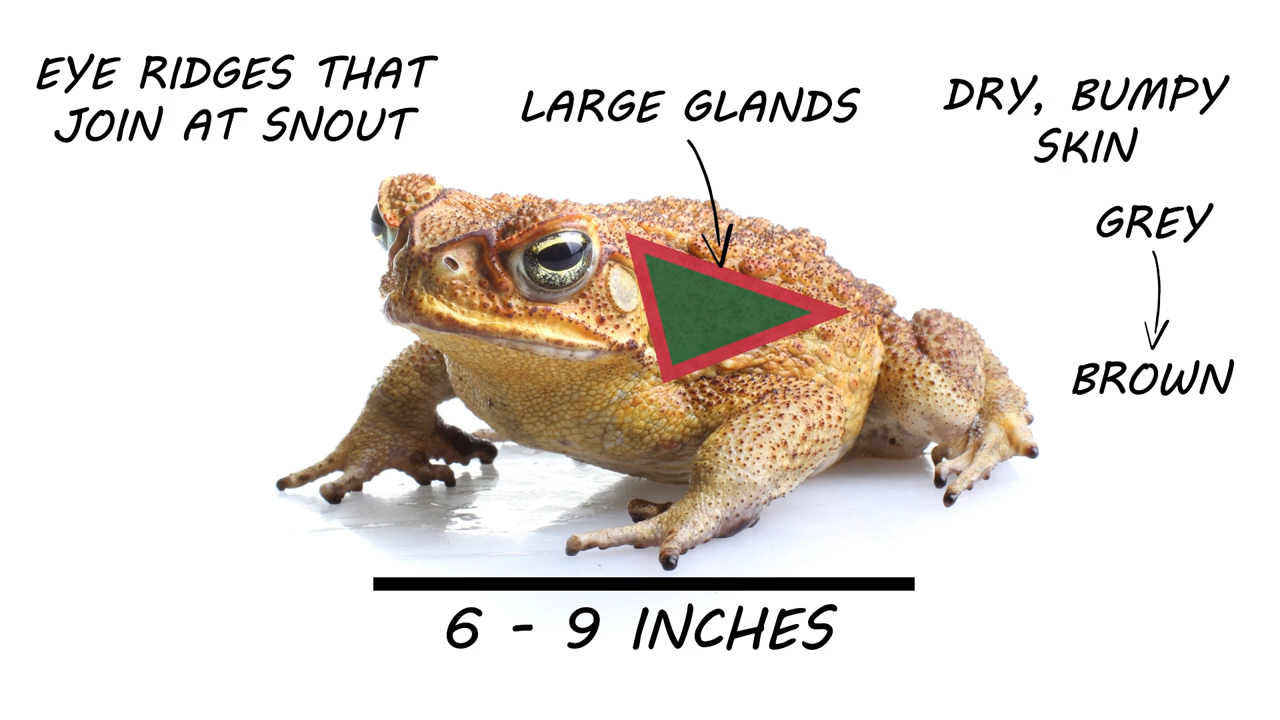 EYE RIDGES THAT
JOIN AT SNOUT
LARGE GLANDS
DRY, BUMPY
SKIN
GREY
BROWN
6 - 9 INCHES